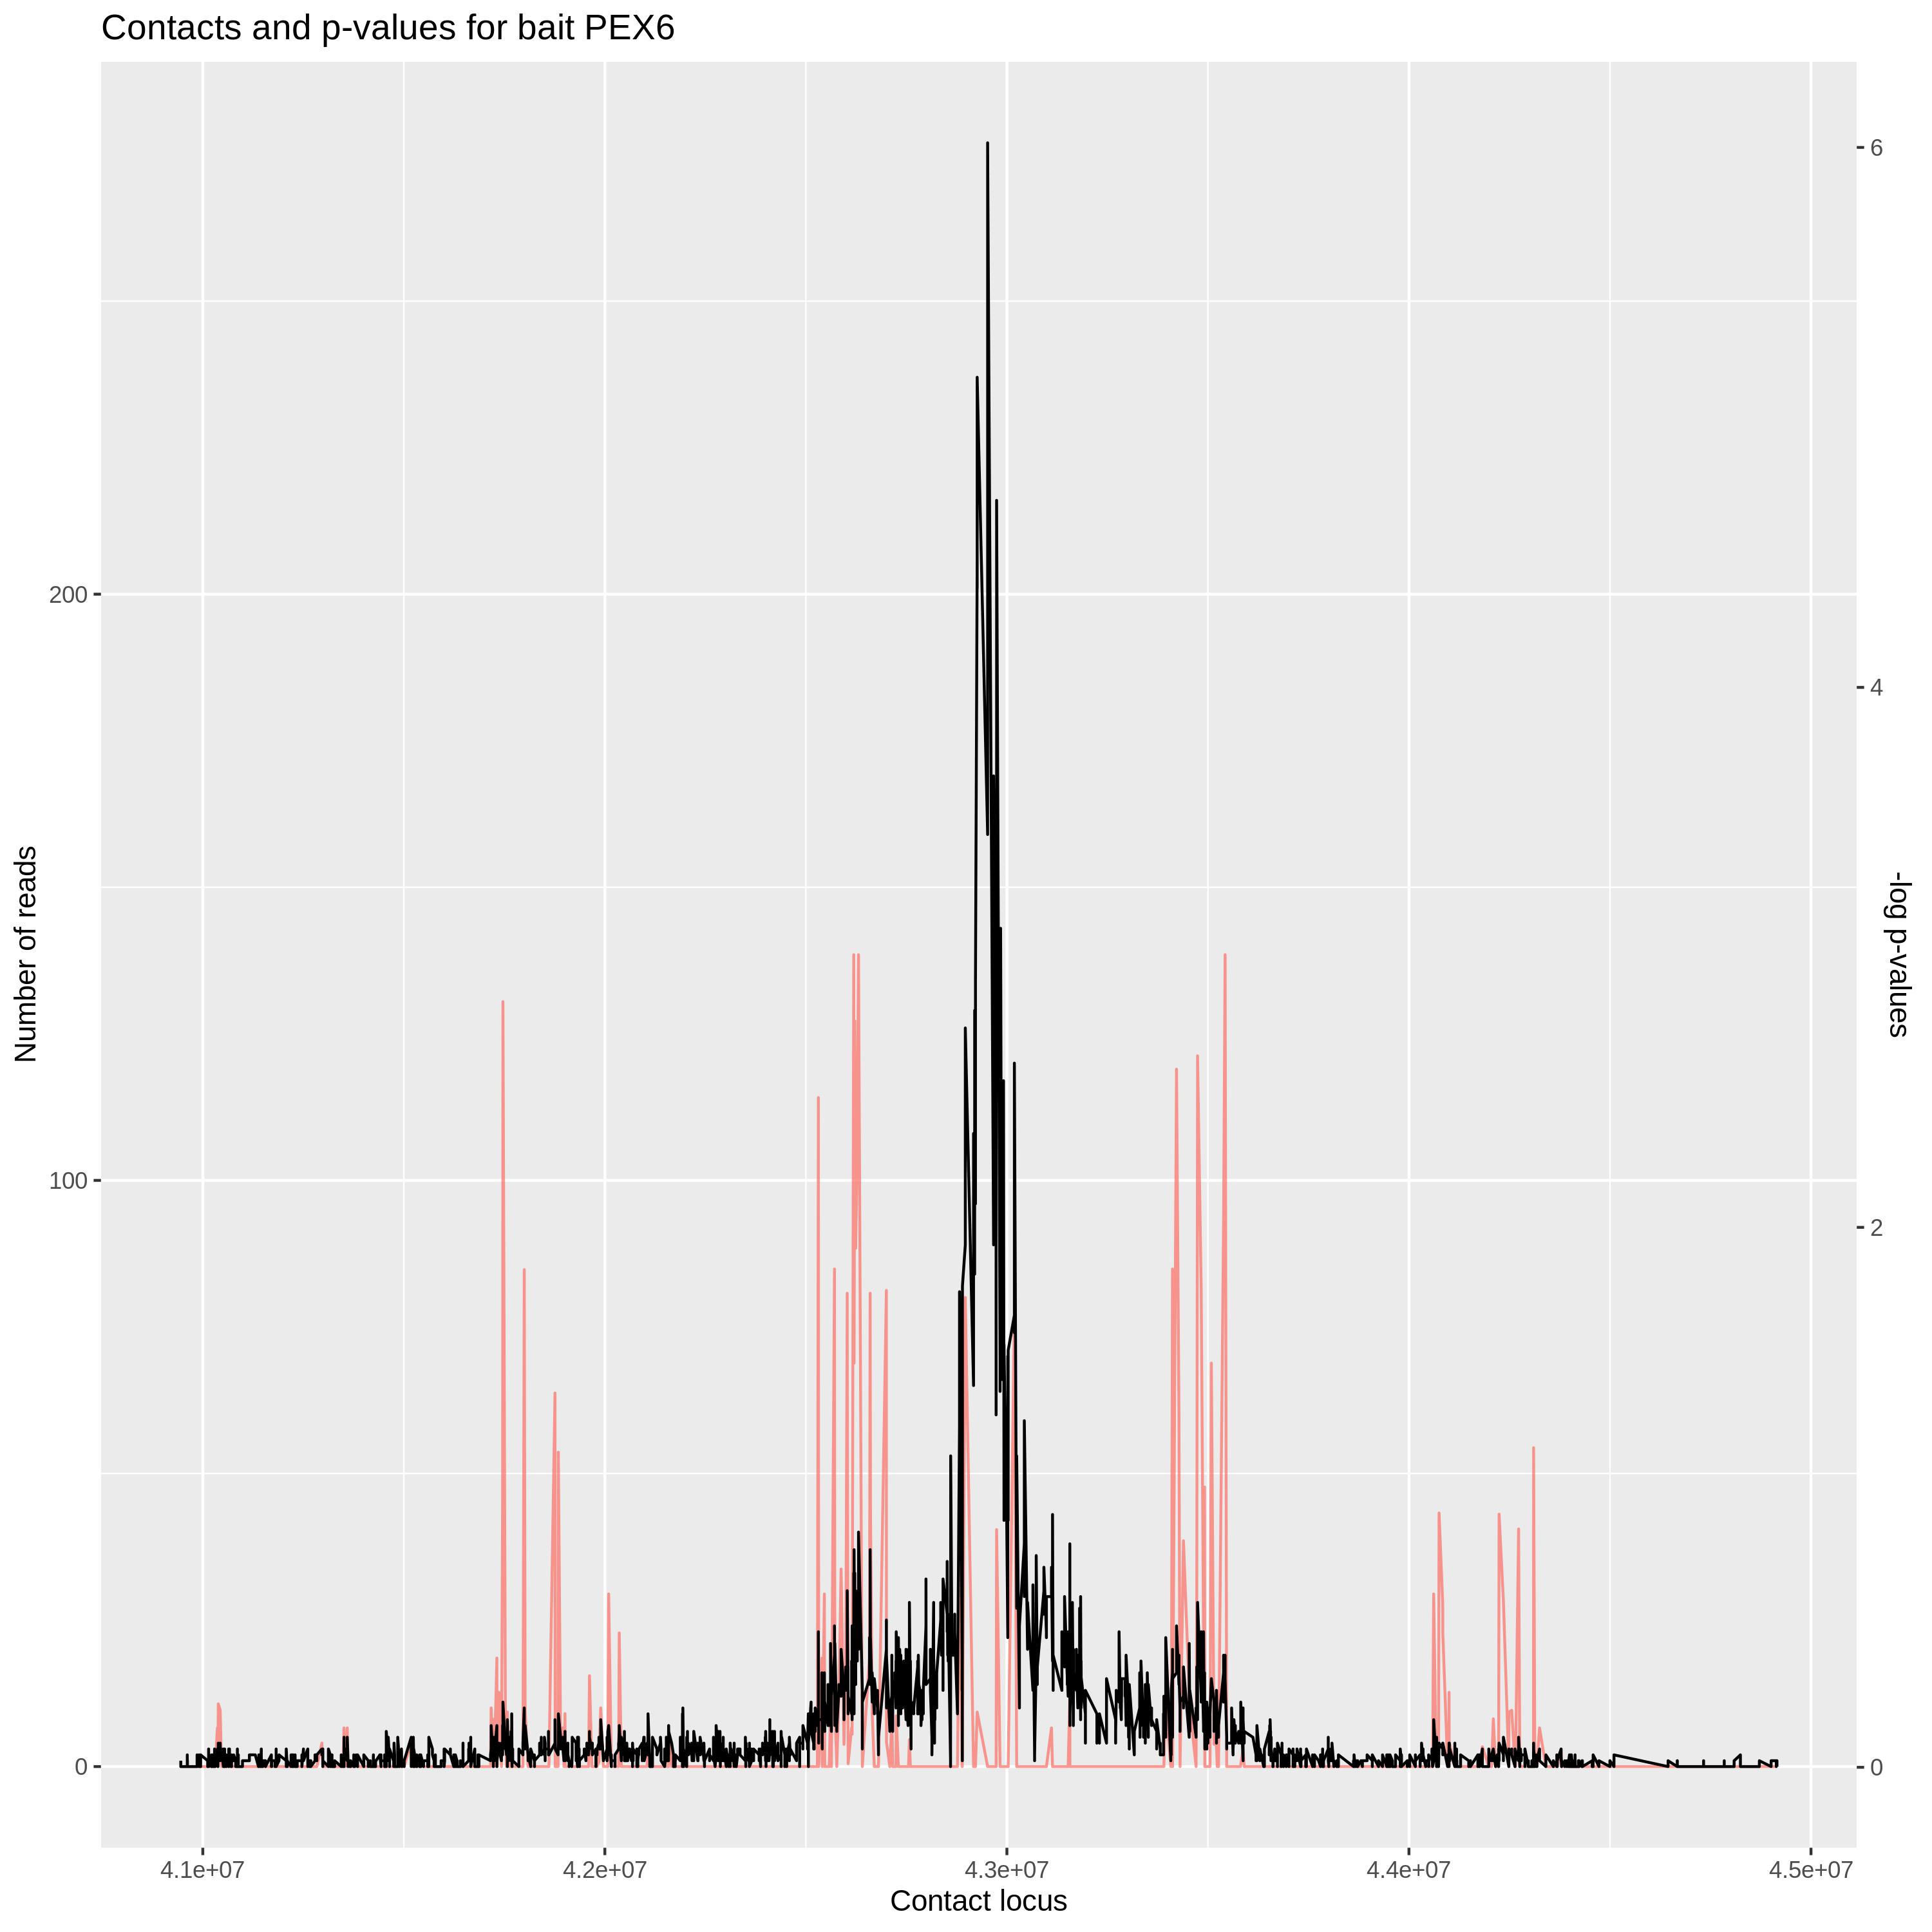 Contacts and p-values for bait PEX6
Number of reads
200
100
0
6
4
2
0
-log p-values
4.1e+07 4.2e+07 4.3e+07 4.4e+07 4.5e+07
Contact locus